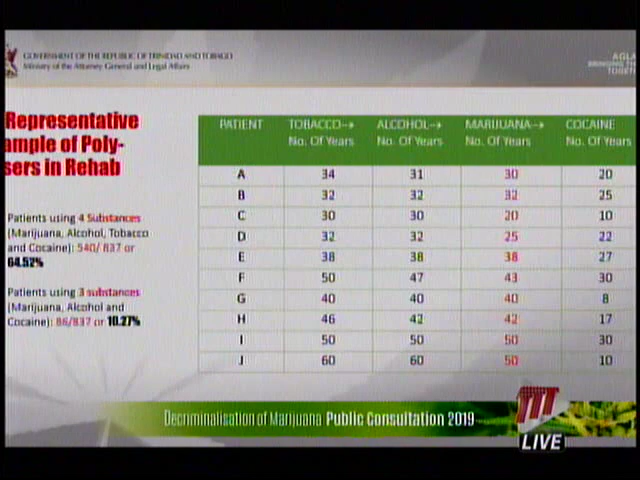 GOVERNMENT OF THE REPUBLIC OF TRINIDAD AND TOBAGO
Ministry of the Attorney General and Legal Affairs
AGLA
BRINGING TH
TOGETH
Representative
ample of Poly-
sers in Rehab
Patients using 4 Substances
(Marijuana, Alcohol, Tobacco
and Cocaine): 540/ 837 or
64.52%
Patients using 3 substances
(Marijuana, Alcohol and
Cocaine): 86/837 or 10.27%
PATIENT TOBACCO→ ALCOHOL→ MARIJUANA→ COCAINE
No. Of Years No. Of Years No. Of Years No. Of Years
A 34 31 30 20
B 32 32 32 25
C 30 30 20 10
D 32 32 25 22
E 38 38 38 27
F 50 47 43 30
G 40 40 40 8
H 46 42 42 17
I 50 50 50 30
J 60 60 50 10
Decriminalisation of Marijuana Public Consultation 2019
TTT
LIVE